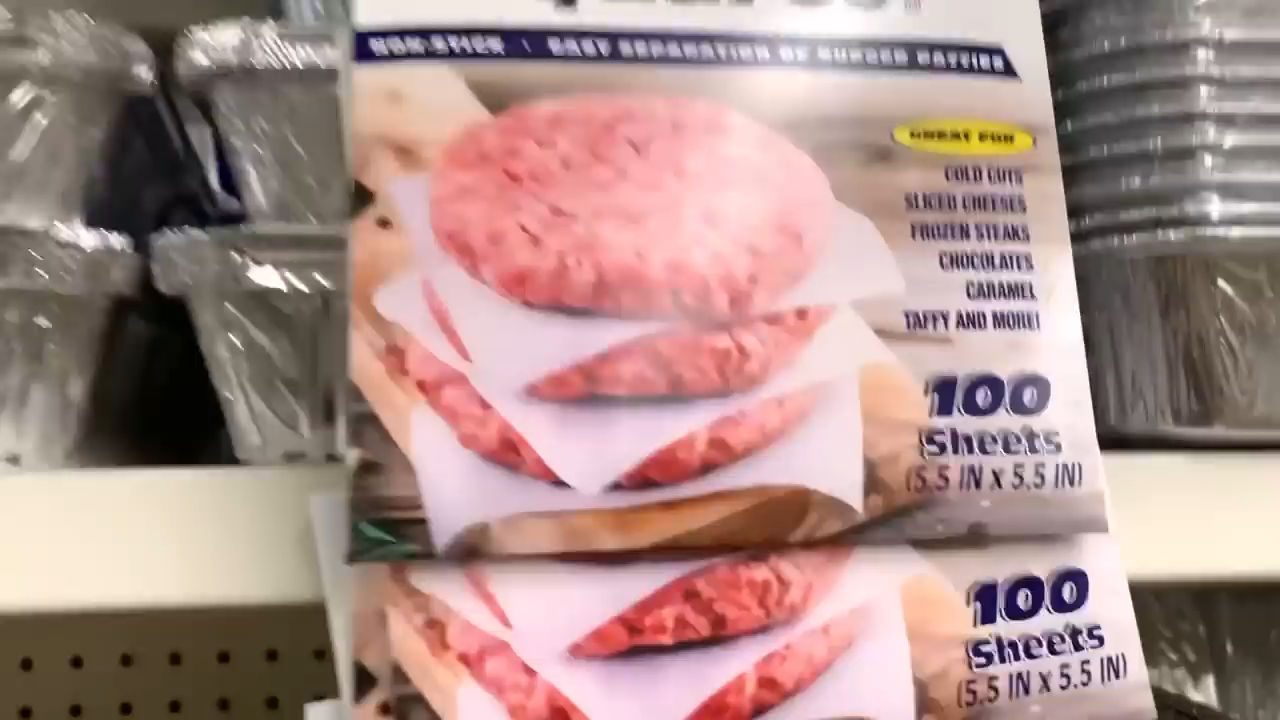 NON-STICK • EASY SEPARATION OF BURGER PATTIES
GREAT FOR
COLD CUTS
SLICED CHEESES
FROZEN STEAKS
CHOCOLATES
CARAMEL
TAFFY AND MORE!
100
Sheets
(5.5 IN X 5.5 IN)
100
Sheets
(5.5 IN X 5.5 IN)